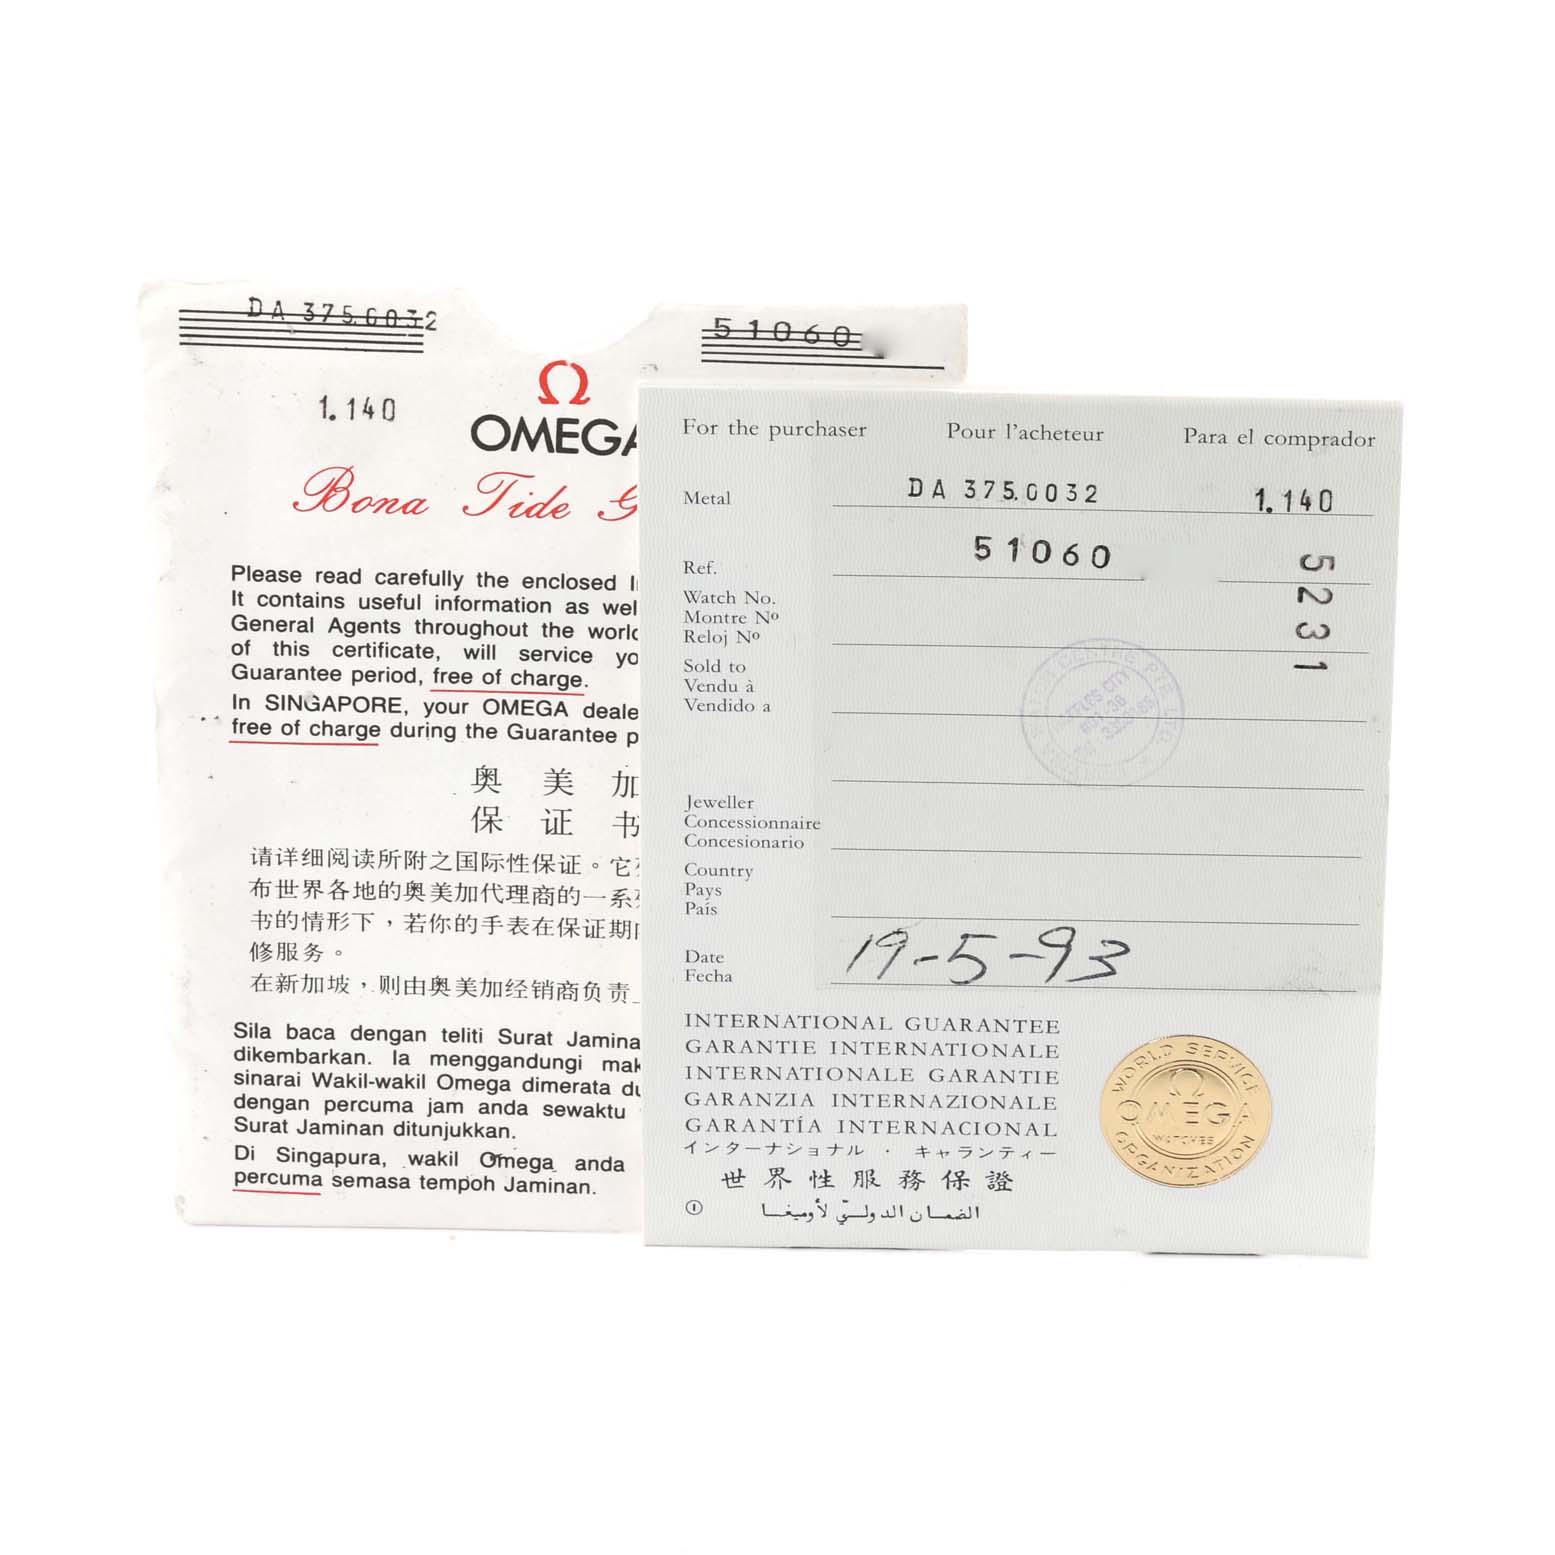 DA 375.0032
51060
1.140
Ω
OMEGA
Bona Tide G
Please read carefully the enclosed I
It contains useful information as wel
General Agents throughout the world
of this certificate, will service yo
Guarantee period, free of charge.
In SINGAPORE, your OMEGA deale
free of charge during the Guarantee p
奥 美 加
保 证 书
请详细阅读所附之国际性保证。它
布世界各地的奥美加代理商的一系
书的情形下，若你的手表在保证期
修服务。
在新加坡，则由奥美加经销商负责
Sila baca dengan teliti Surat Jamina
dikembarkan. Ia menggandungi mak
sinarai Wakil-wakil Omega dimerata du
dengan percuma jam anda sewaktu
Surat Jaminan ditunjukkan.
Di Singapura, wakil Omega anda
percuma semasa tempoh Jaminan.
For the purchaser Pour l'acheteur Para el comprador
Metal DA 375.0032 1.140
Ref. 51060
5231
Watch No.
Montre Nº
Reloj Nº
Sold to
Vendu à
Vendido a
CENTRE PTE LTD.
Jeweller
Concessionnaire
Concesionario
Country
Pays
País
Date
Fecha
19-5-93
INTERNATIONAL GUARANTEE
GARANTIE INTERNATIONALE
INTERNATIONALE GARANTIE
GARANZIA INTERNAZIONALE
GARANTÍA INTERNACIONAL
インターナショナル・キャランティー
世界性服務保證
① الضمان الدولي لأوميغا
WORLD SERVICE
Ω
OMEGA
WATCHES
ORGANIZATION